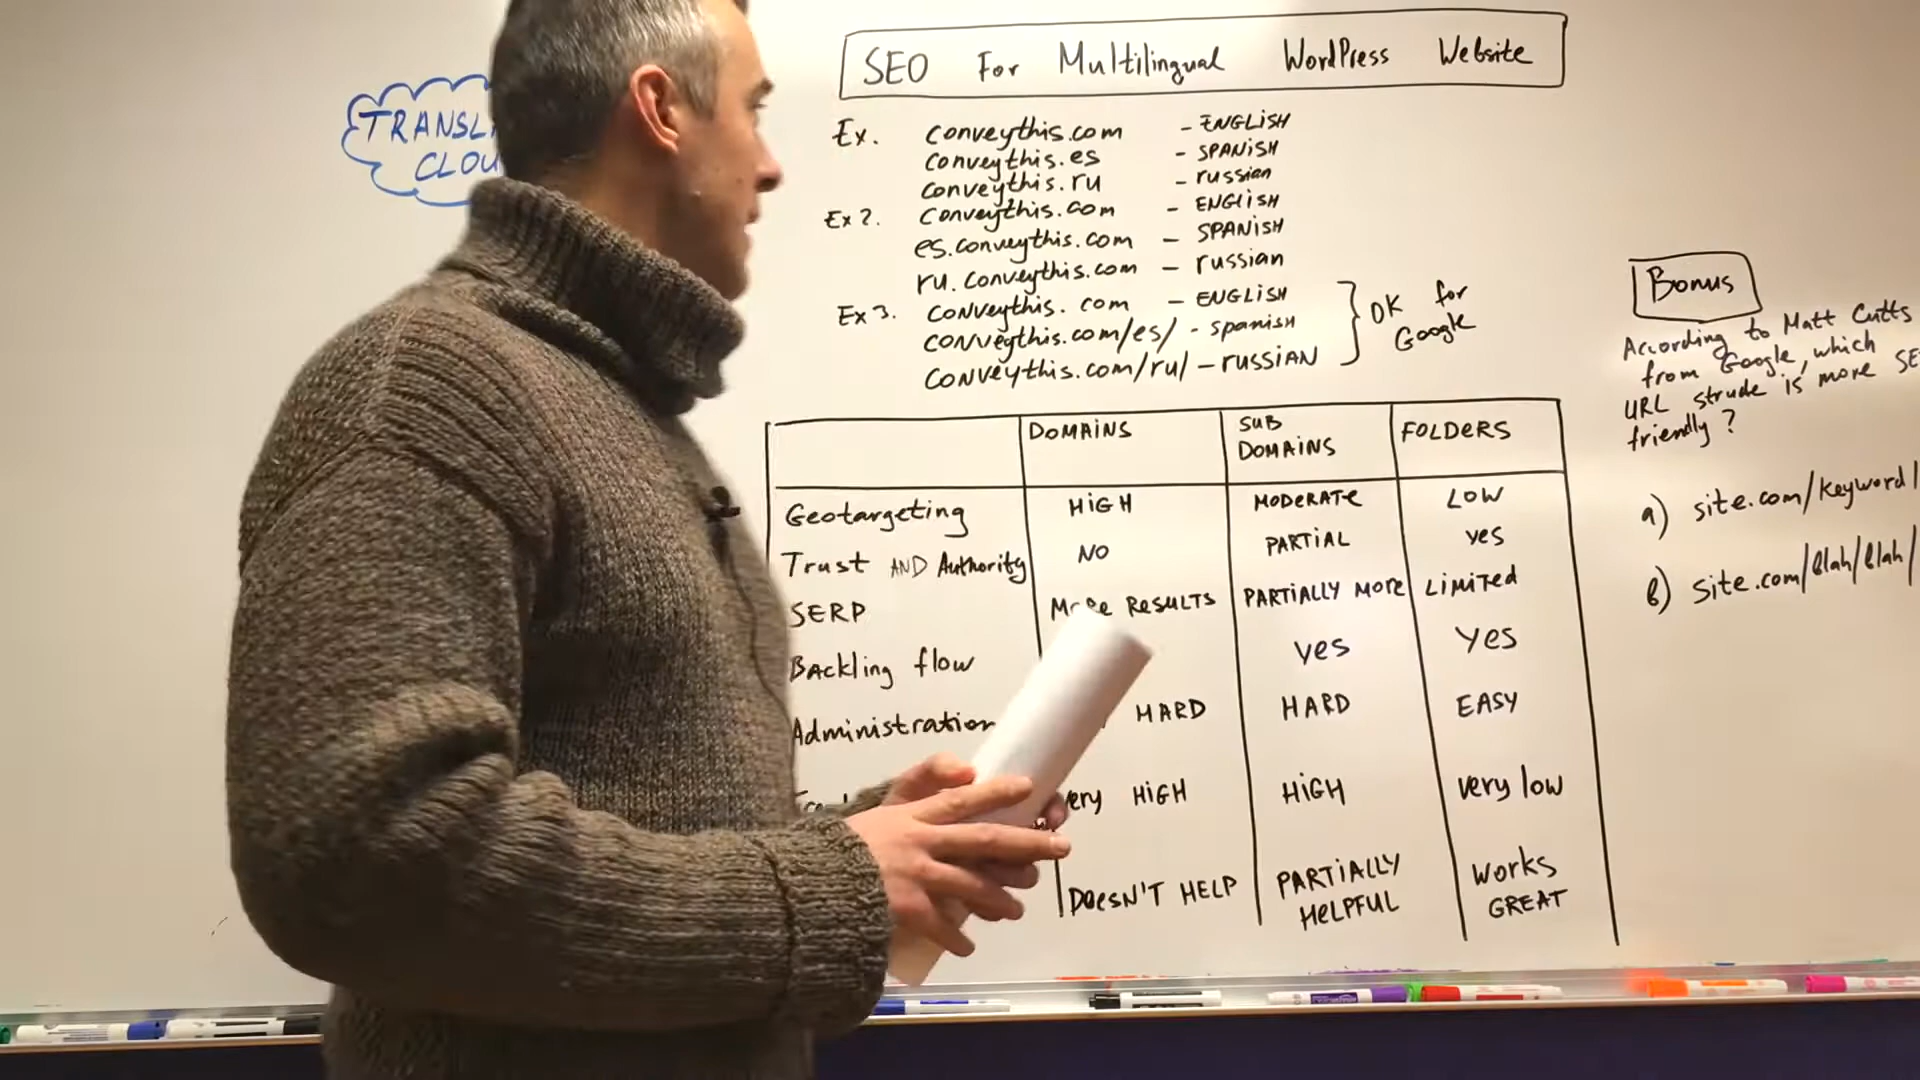 SEO For Multilingual WordPress Website
Ex. conveythis.com - ENGLISH
conveythis.es - SPANISH
conveythis.ru - russian
Ex 2. conveythis.com - ENGLISH
es.conveythis.com - SPANISH
ru.conveythis.com - russian
Ex 3. conveythis.com - ENGLISH
conveythis.com/es/ - spanish
conveythis.com/ru/ - RUSSIAN
OK for
Google
DOMAINS SUB DOMAINS FOLDERS
Geotargeting HIGH MODERATE LOW
Trust AND Authority NO PARTIAL yes
SERP More RESULTS PARTIALLY MORE LIMITED
Backling flow yes yes
Administration HARD HARD EASY
HIGH HIGH very low
DOESN'T HELP PARTIALLY HELPFUL works GREAT
Bonus
According to Matt Cutts
from Google, which
URL is more
friendly?
a) site.com/keyword/
b) site.com/blah/blah/